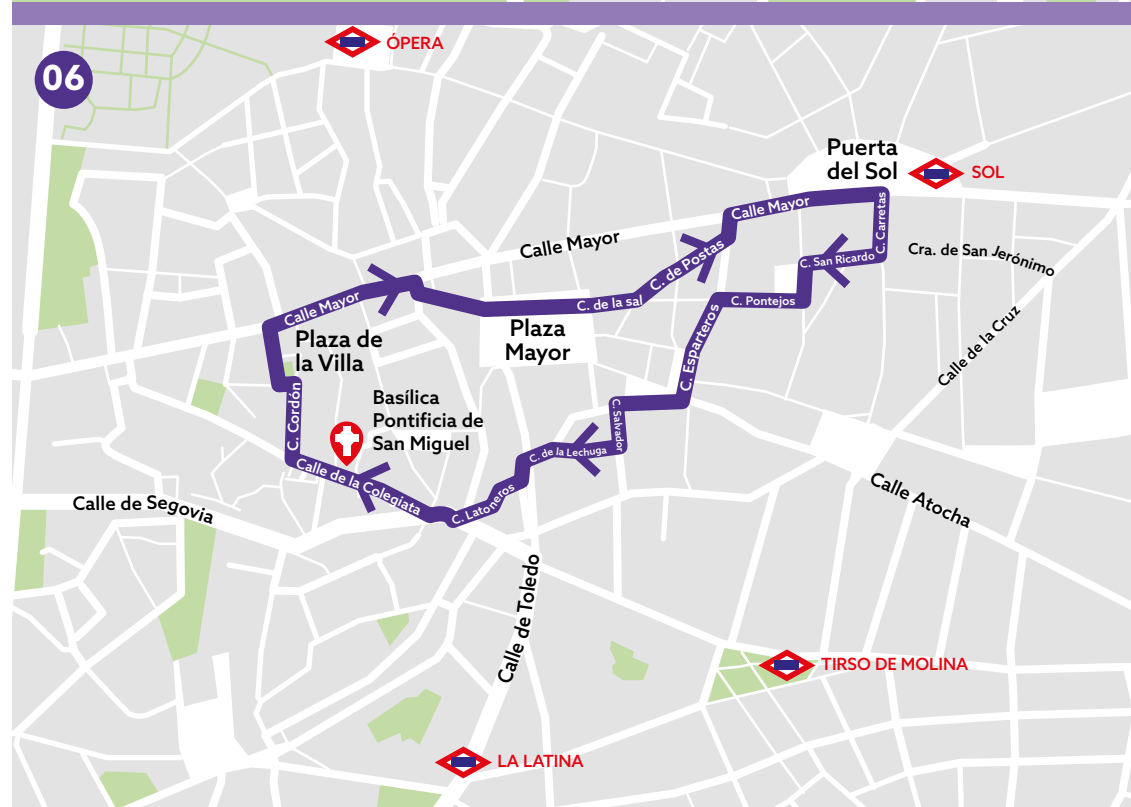 06
ÓPERA
Puerta
del Sol
SOL
Calle Mayor
C. Carretas
Calle Mayor
C. de Postas
C. San Ricardo
Cra. de San Jerónimo
Calle Mayor
C. de la sal
C. Pontejos
Plaza de
la Villa
Plaza
Mayor
C. Esparteros
Calle de la Cruz
Basílica
Pontificia de
San Miguel
C. Cordón
C. Salvador
C. de la Lechuga
Calle de la Colegiata
C. Latoneros
Calle de Segovia
Calle Atocha
Calle de Toledo
TIRSO DE MOLINA
LA LATINA